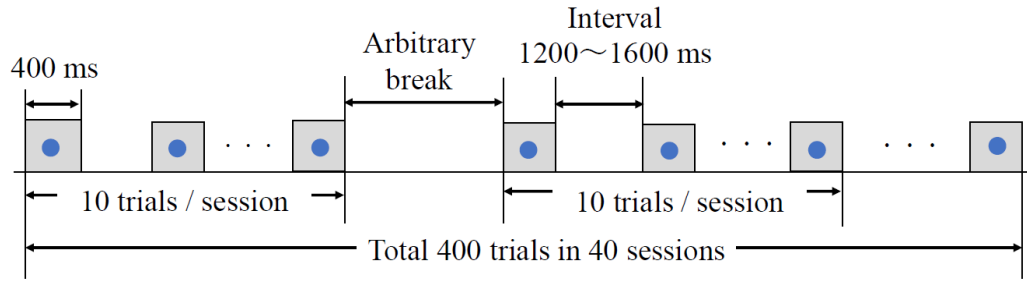 Interval
Arbitrary
1200～1600 ms
400 ms
break
· · ·
· · ·
· · ·
10 trials / session
10 trials / session
Total 400 trials in 40 sessions